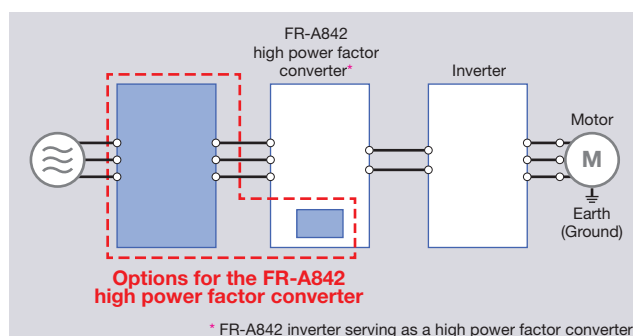 FR-A842
high power factor
converter*
Inverter
Motor
M
Earth
(Ground)
Options for the FR-A842
high power factor converter
* FR-A842 inverter serving as a high power factor converter